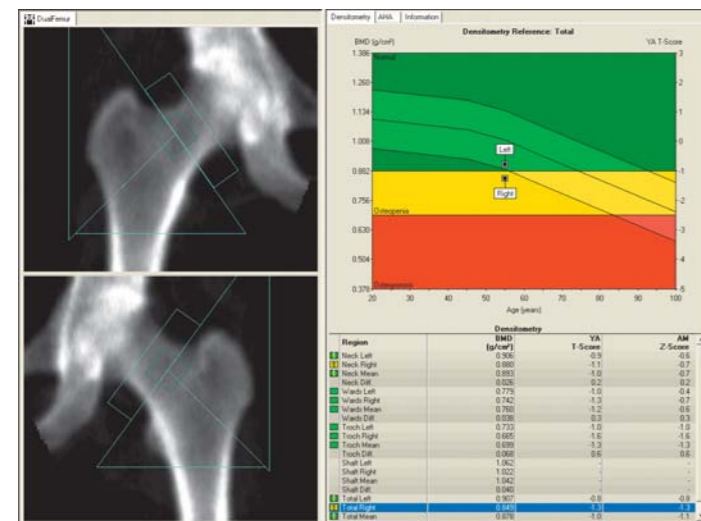 DualFemur
Densitometry AHA Information
Densitometry Reference: Total
BMD (g/cm²) YA T-Score
Normal
1.386 3
1.260 2
1.134 1
1.008 0
0.882 -1
0.756 -2
Osteopenia
0.630 -3
0.504 -4
0.378 -5
Osteoporosis
Left
Right
20 30 40 50 60 70 80 90 100
Age (years)
Densitometry
Region BMD (g/cm²) YA T-Score AM Z-Score
Neck Left 0.906 -0.9 -0.6
Neck Right 0.880 -1.1 -0.7
Neck Mean 0.893 -1.0 -0.7
Neck Diff. 0.026 0.2 0.2
Wards Left 0.779 -1.0 -0.4
Wards Right 0.742 -1.3 -0.7
Wards Mean 0.760 -1.2 -0.6
Wards Diff. 0.038 0.3 0.3
Troch Left 0.733 -1.0 -1.0
Troch Right 0.665 -1.6 -1.6
Troch Mean 0.699 -1.3 -1.3
Troch Diff. 0.068 0.6 0.6
Shaft Left 1.062 - -
Shaft Right 1.022 - -
Shaft Mean 1.042 - -
Shaft Diff. 0.040 - -
Total Left 0.907 -0.8 -0.8
Total Right 0.849 -1.3 -1.3
Total Mean 0.878 -1.0 -1.1